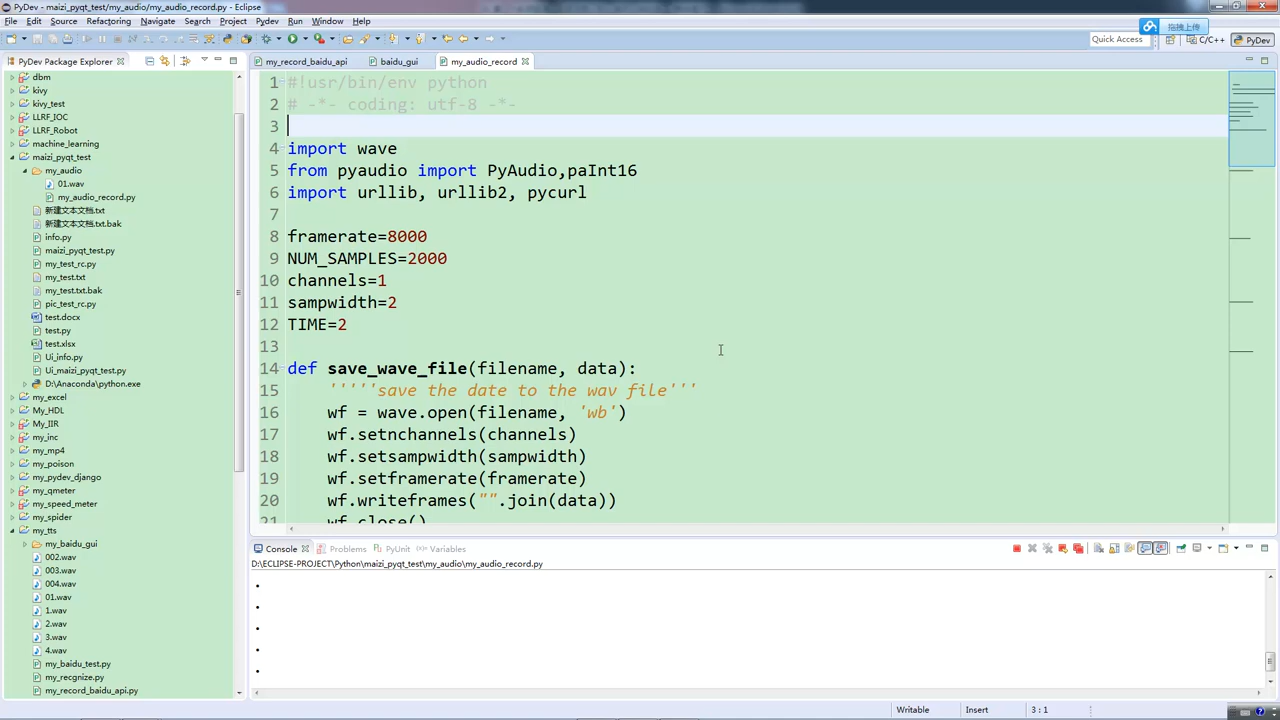 PyDev - maizi_pyqt_test/my_audio/my_audio_record.py - Eclipse
File Edit Source Refactoring Navigate Search Project Pydev Run Window Help
拖拽上传
Quick Access
C/C++
PyDev
PyDev Package Explorer
dbm
kivy
kivy_test
LLRF_IOC
LLRF_Robot
machine_learning
maizi_pyqt_test
my_audio
01.wav
my_audio_record.py
新建文本文档.txt
新建文本文档.txt.bak
info.py
maizi_pyqt_test.py
my_test_rc.py
my_test.txt
my_test.txt.bak
pic_test_rc.py
test.docx
test.py
test.xlsx
Ui_info.py
Ui_maizi_pyqt_test.py
D:\Anaconda\python.exe
my_excel
My_HDL
My_IIR
my_inc
my_mp4
my_poison
my_pydev_django
my_qmeter
my_speed_meter
my_spider
my_tts
my_baidu_gui
002.wav
003.wav
004.wav
01.wav
1.wav
2.wav
3.wav
4.wav
my_baidu_test.py
my_recgnize.py
my_record_baidu_api.py
my_record_baidu_api baidu_gui my_audio_record
1 #!usr/bin/env python
2 # -*- coding: utf-8 -*-
3
4 import wave
5 from pyaudio import PyAudio,paInt16
6 import urllib, urllib2, pycurl
7
8 framerate=8000
9 NUM_SAMPLES=2000
10 channels=1
11 sampwidth=2
12 TIME=2
13
14 def save_wave_file(filename, data):
15 '''''save the date to the wav file'''
16 wf = wave.open(filename, 'wb')
17 wf.setnchannels(channels)
18 wf.setsampwidth(sampwidth)
19 wf.setframerate(framerate)
20 wf.writeframes("".join(data))
21 wf.close()
Console Problems PyUnit Variables
D:\ECLIPSE-PROJECT\Python\maizi_pyqt_test\my_audio\my_audio_record.py
.
.
.
.
.
Writable Insert 3 : 1